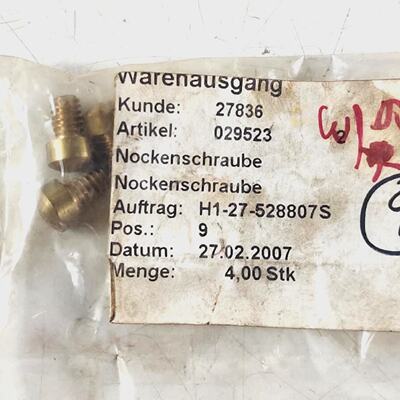 Warenausgang
Kunde: 27836
Artikel: 029523
Nockenschraube
Nockenschraube
Auftrag: H1-27-528807S
Pos.: 9
Datum: 27.02.2007
Menge: 4,00 Stk